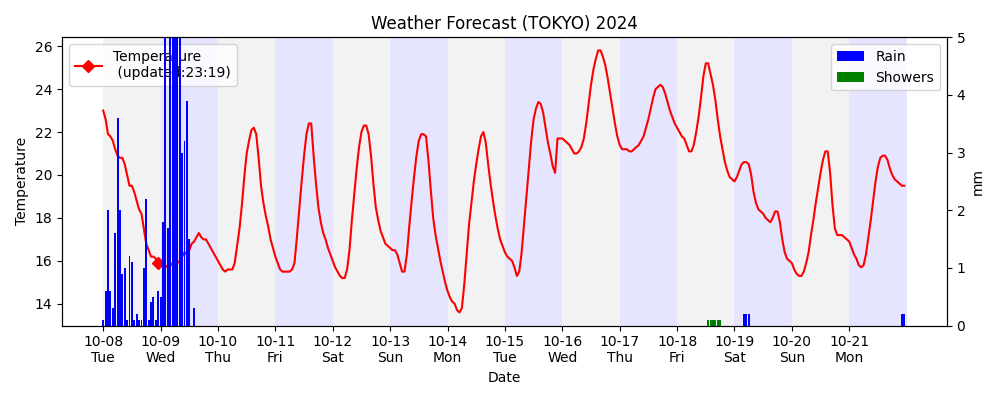 Weather Forecast (TOKYO) 2024
Temperature
(updated:23:19)
Rain
Showers
Temperature
26
24
22
20
18
16
14
5
4
3
2
1
0
mm
10-08 10-09 10-10 10-11 10-12 10-13 10-14 10-15 10-16 10-17 10-18 10-19 10-20 10-21
Tue Wed Thu Fri Sat Sun Mon Tue Wed Thu Fri Sat Sun Mon
Date